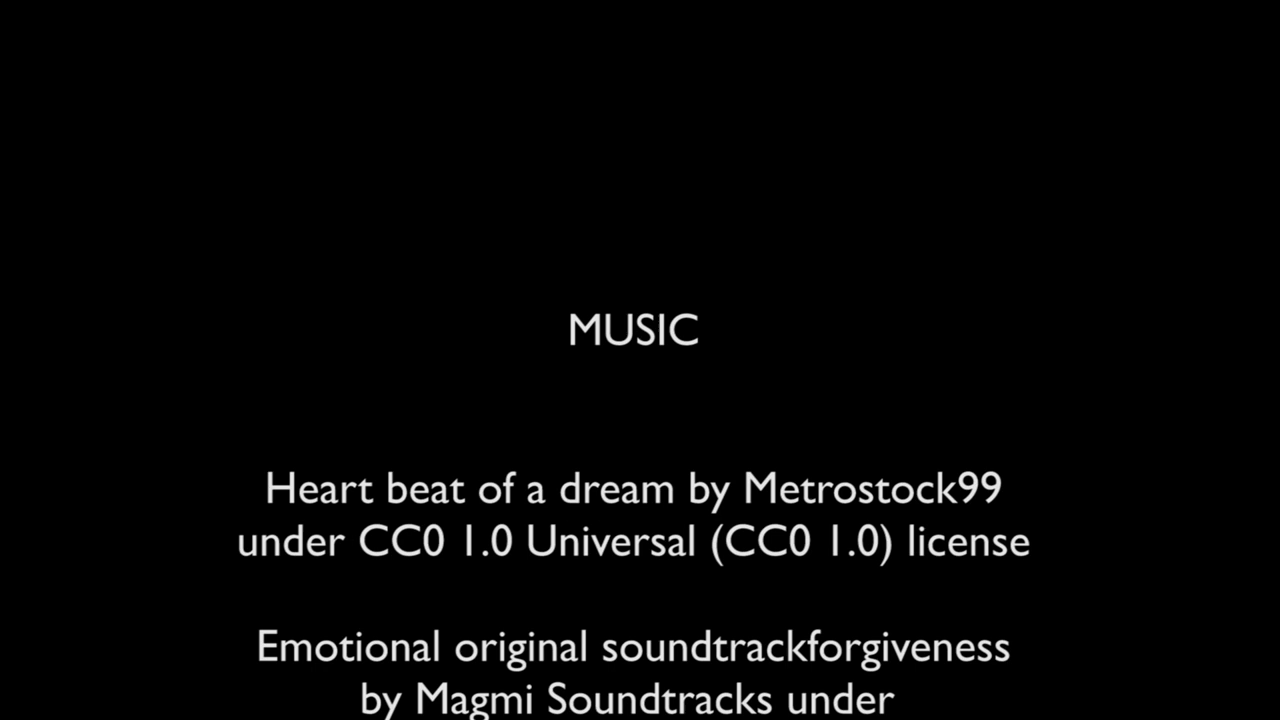 MUSIC
Heart beat of a dream by Metrostock99
under CC0 1.0 Universal (CC0 1.0) license
Emotional original soundtrackforgiveness
by Magmi Soundtracks under